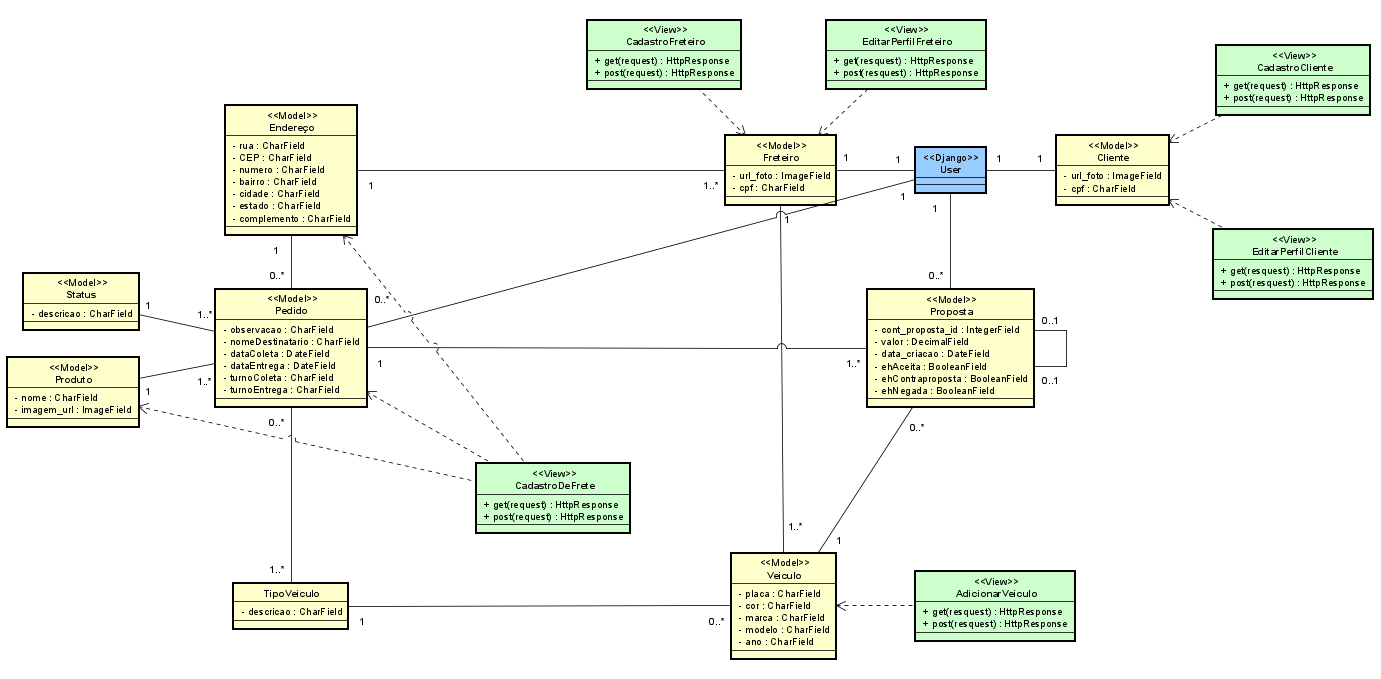 <<View>>
CadastroFreteiro
+ get(request) : HttpResponse
+ post(request) : HttpResponse
<<View>>
EditarPerfilFreteiro
+ get(resquest) : HttpResponse
+ post(resquest) : HttpResponse
<<View>>
CadastroCliente
+ get(request) : HttpResponse
+ post(request) : HttpResponse
<<Model>>
Endereço
- rua : CharField
- CEP : CharField
- numero : CharField
- bairro : CharField
- cidade : CharField
- estado : CharField
- complemento : CharField
<<Model>>
Freteiro
- url_foto : ImageField
- cpf : CharField
<<Django>>
User
<<Model>>
Cliente
- url_foto : ImageField
- cpf : CharField
1
1..*
1
1
1
1
1
1
1
<<View>>
EditarPerfilCliente
+ get(resquest) : HttpResponse
+ post(resquest) : HttpResponse
1
0..*
0..*
<<Model>>
Status
- descricao : CharField
1
1..*
<<Model>>
Pedido
- observacao : CharField
- nomeDestinatario : CharField
- dataColeta : DateField
- dataEntrega : DateField
- turnoColeta : CharField
- turnoEntrega : CharField
0..*
1
1..*
<<Model>>
Proposta
- cont_proposta_id : IntegerField
- valor : DecimalField
- data_criacao : DateField
- ehAceita : BooleanField
- ehContraproposta : BooleanField
- ehNegada : BooleanField
0..1
0..1
<<Model>>
Produto
- nome : CharField
- imagem_url : ImageField
1
1..*
0..*
0..*
<<View>>
CadastroDeFrete
+ get(request) : HttpResponse
+ post(request) : HttpResponse
1..*
1
1..*
TipoVeiculo
- descricao : CharField
1
0..*
<<Model>>
Veiculo
- placa : CharField
- cor : CharField
- marca : CharField
- modelo : CharField
- ano : CharField
<<View>>
AdicionarVeiculo
+ get(resquest) : HttpResponse
+ post(resquest) : HttpResponse